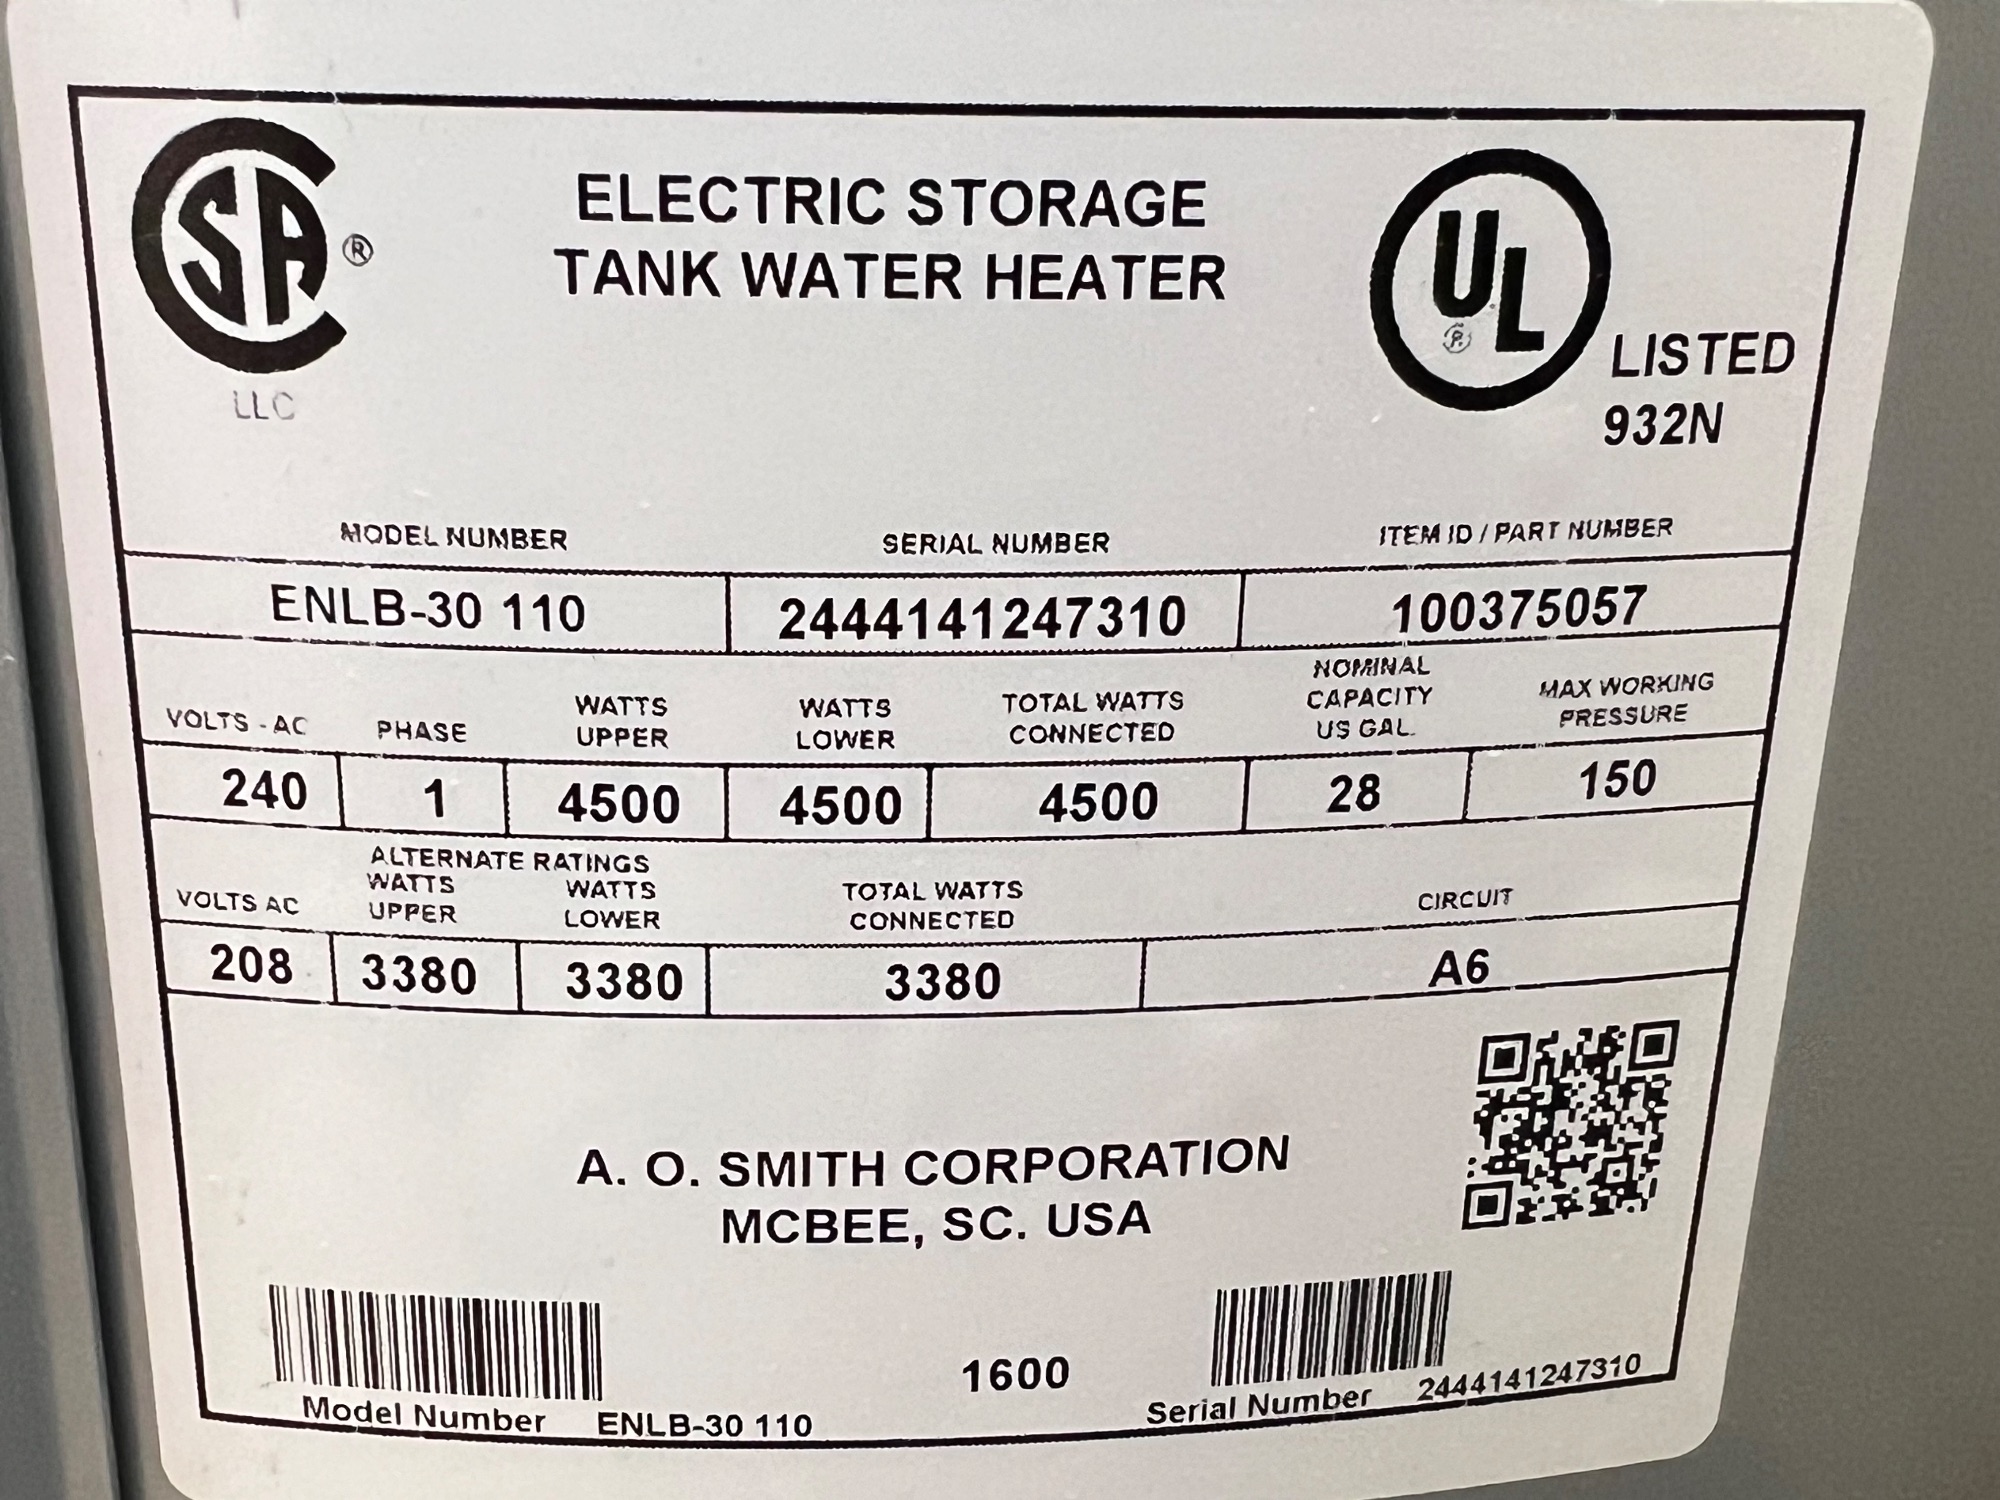 SA ®
LLC
ELECTRIC STORAGE
TANK WATER HEATER
UL ®
LISTED
932N
MODEL NUMBER SERIAL NUMBER ITEM ID / PART NUMBER
ENLB-30 110 2444141247310 100375057
VOLTS - AC PHASE WATTS UPPER WATTS LOWER TOTAL WATTS CONNECTED NOMINAL CAPACITY US GAL. MAX WORKING PRESSURE
240 1 4500 4500 4500 28 150
ALTERNATE RATINGS
VOLTS AC WATTS UPPER WATTS LOWER TOTAL WATTS CONNECTED CIRCUIT
208 3380 3380 3380 A6
A. O. SMITH CORPORATION
MCBEE, SC. USA
1600
Model Number ENLB-30 110
Serial Number 2444141247310